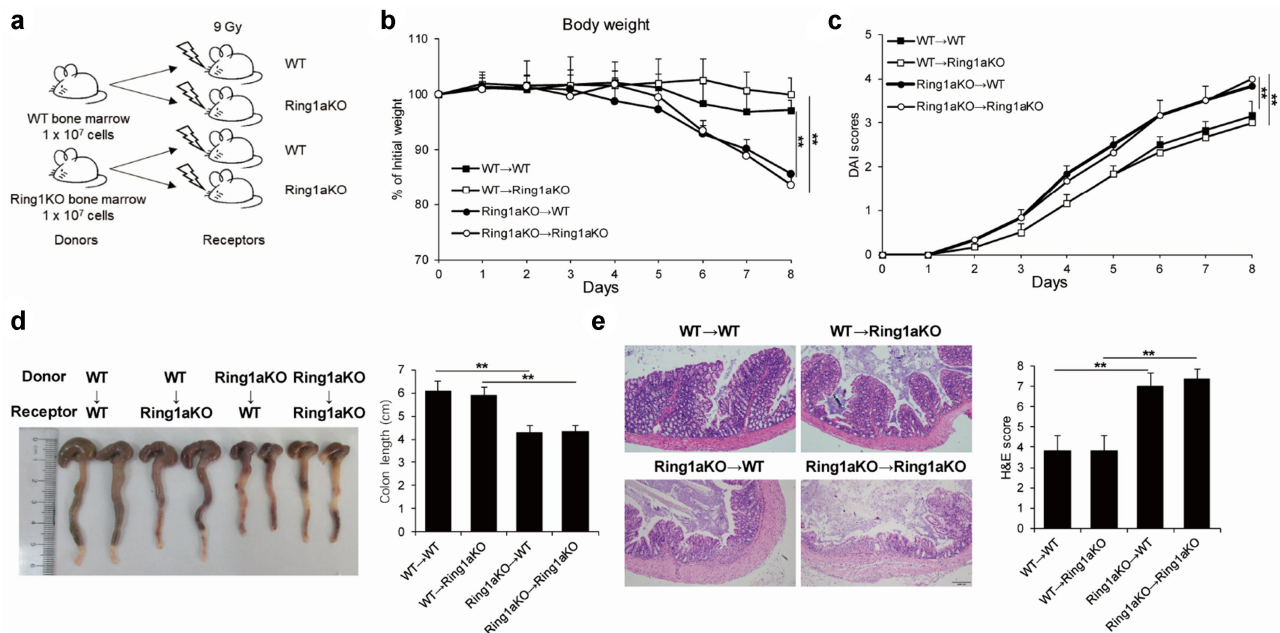 a
9 Gy
WT
Ring1aKO
WT bone marrow
1 x 10⁷ cells
WT
Ring1KO bone marrow
1 x 10⁷ cells
Ring1aKO
Donors
Receptors
b
Body weight
% of Initial weight
110
100
90
80
70
WT→WT
WT→Ring1aKO
Ring1aKO→WT
Ring1aKO→Ring1aKO
**
**
0 1 2 3 4 5 6 7 8
Days
c
DAI scores
5
4
3
2
1
0
WT→WT
WT→Ring1aKO
Ring1aKO→WT
Ring1aKO→Ring1aKO
**
**
0 1 2 3 4 5 6 7 8
Days
d
Donor WT WT Ring1aKO Ring1aKO
↓ ↓ ↓ ↓
Receptor WT Ring1aKO WT Ring1aKO
Colon length (cm)
7
6
5
4
3
2
1
0
**
**
WT→WT
WT→Ring1aKO
Ring1aKO→WT
Ring1aKO→Ring1aKO
e
WT→WT
WT→Ring1aKO
Ring1aKO→WT
Ring1aKO→Ring1aKO
H&E score
8
7
6
5
4
3
2
1
0
**
**
WT→WT
WT→Ring1aKO
Ring1aKO→WT
Ring1aKO→Ring1aKO